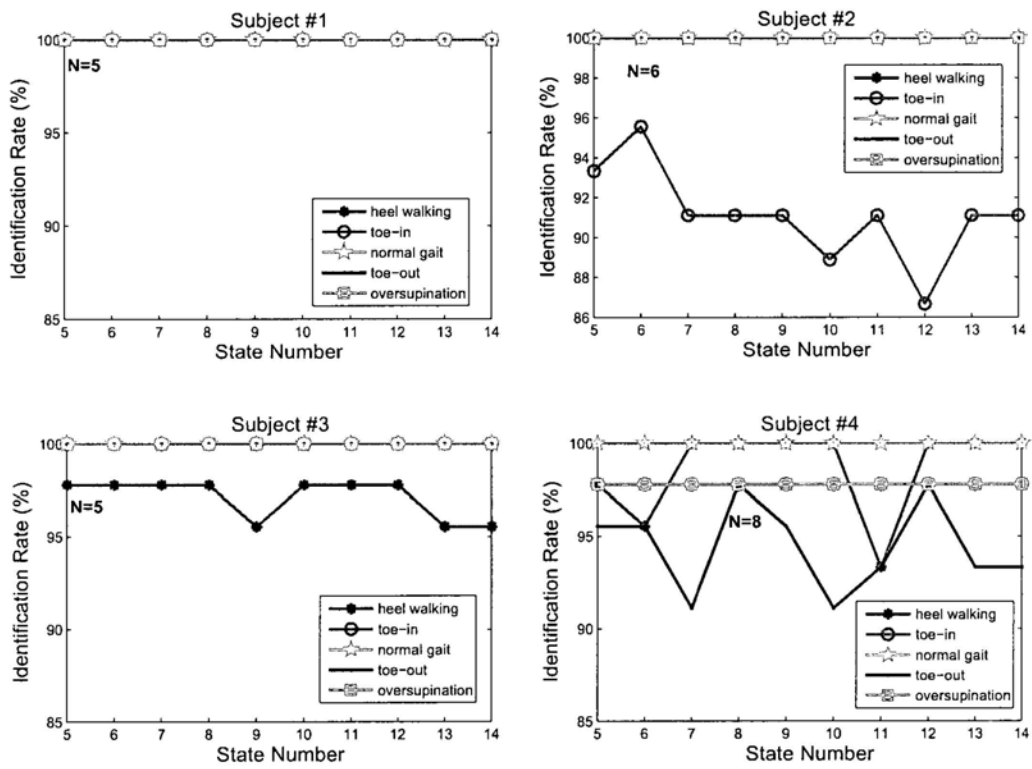 Subject #1
Identification Rate (%)
100
95
90
85
N=5
heel walking
toe-in
normal gait
toe-out
oversupination
5 6 7 8 9 10 11 12 13 14
State Number
Subject #2
Identification Rate (%)
100
98
96
94
92
90
88
86
N=6
heel walking
toe-in
normal gait
toe-out
oversupination
5 6 7 8 9 10 11 12 13 14
State Number
Subject #3
Identification Rate (%)
100
95
90
85
N=5
heel walking
toe-in
normal gait
toe-out
oversupination
5 6 7 8 9 10 11 12 13 14
State Number
Subject #4
Identification Rate (%)
100
95
90
85
N=8
heel walking
toe-in
normal gait
toe-out
oversupination
5 6 7 8 9 10 11 12 13 14
State Number